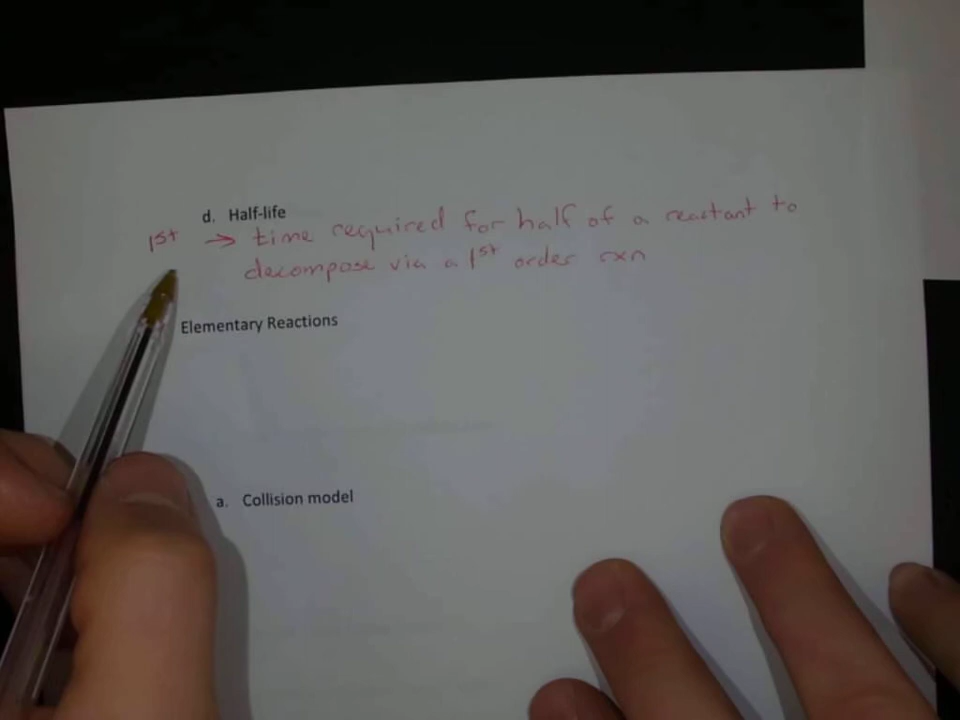 d. Half-life
1st → time required for half of a reactant to
decompose via a 1st order rxn
Elementary Reactions
a. Collision model